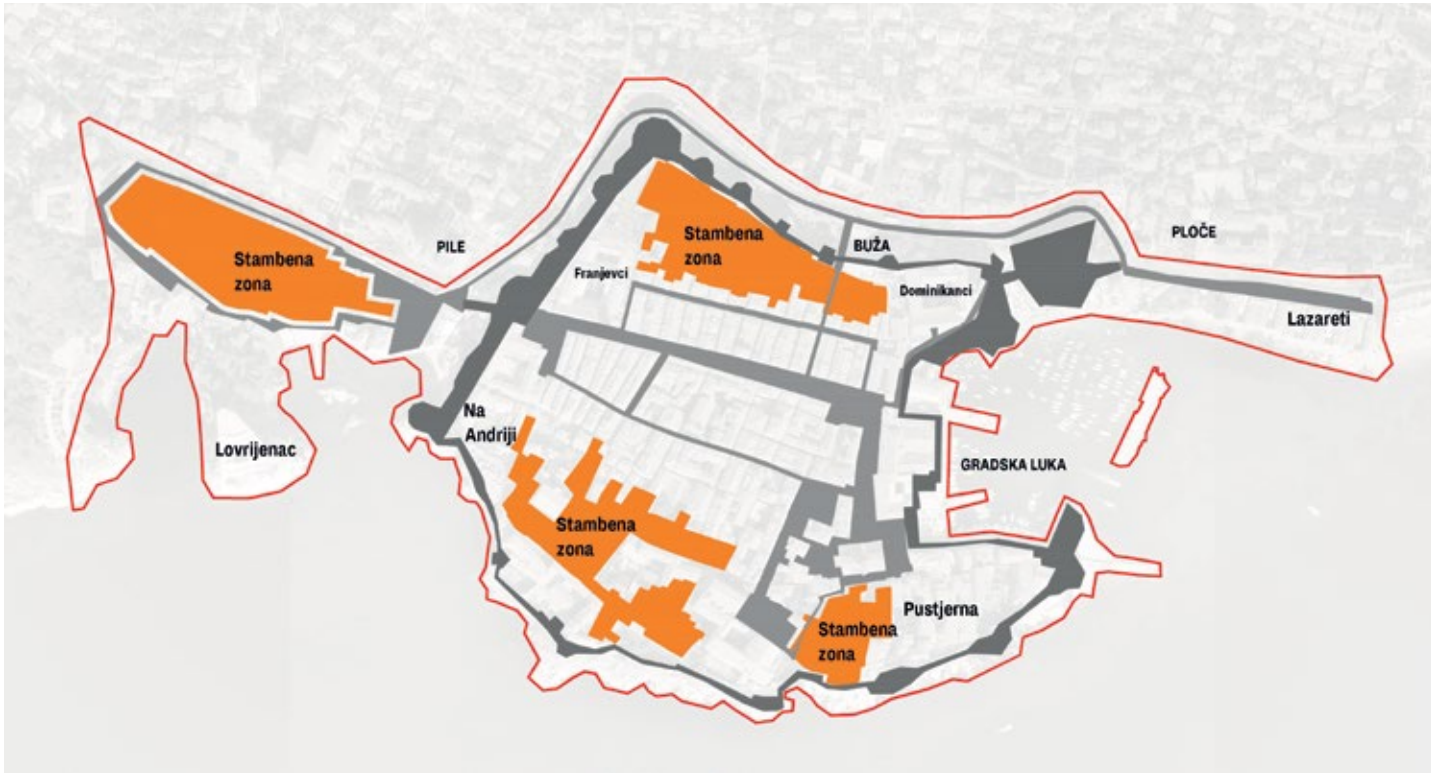 PLOČE
Stambena
zona
BUŽA
PILE
Stambena
zona
Franjevci
Dominikanci
Lazareti
Na
Andriji
Lovrijenac
GRADSKA LUKA
Stambena
zona
Pustjerna
Stambena
zona